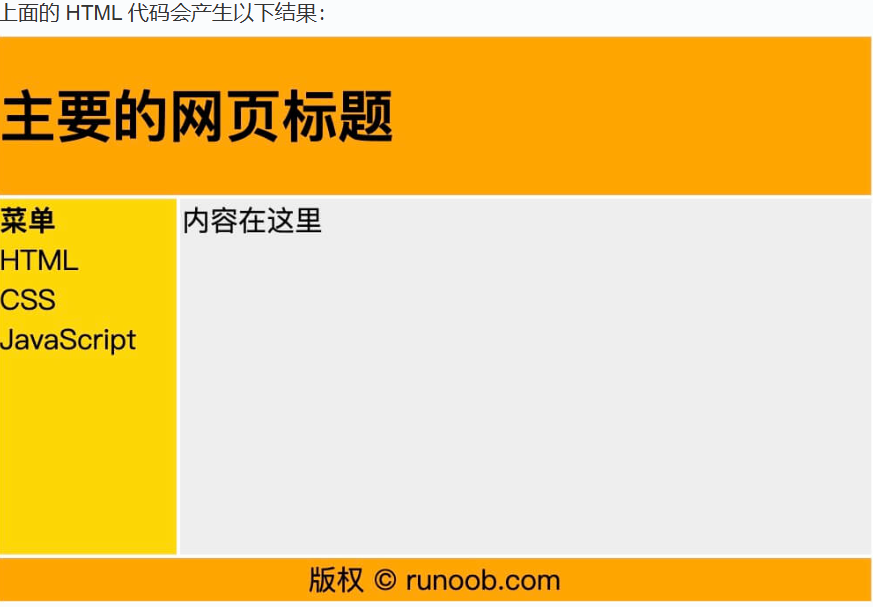 上面的 HTML 代码会产生以下结果：
主要的网页标题
菜单
HTML
CSS
JavaScript
内容在这里
版权 © runoob.com